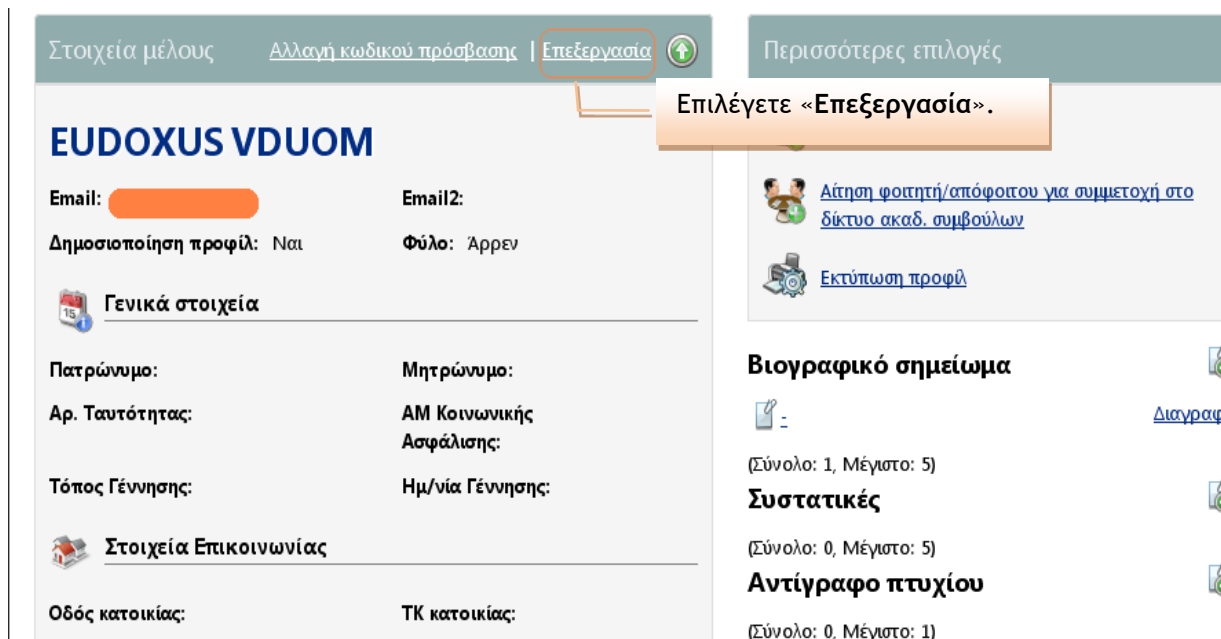 Στοιχεία μέλους
Αλλαγή κωδικού πρόσβασης | Επεξεργασία
Περισσότερες επιλογές
Επιλέγετε «Επεξεργασία».
EUDOXUS VDUOM
Email:
Email2:
Δημοσιοποίηση προφίλ: Ναι
Φύλο: Άρρεν
Γενικά στοιχεία
Πατρώνυμο:
Μητρώνυμο:
Αρ. Ταυτότητας:
ΑΜ Κοινωνικής
Ασφάλισης:
Τόπος Γέννησης:
Ημ/νία Γέννησης:
Στοιχεία Επικοινωνίας
Οδός κατοικίας:
ΤΚ κατοικίας:
Αίτηση φοιτητή/απόφοιτου για συμμετοχή στο
δίκτυο ακαδ. συμβούλων
Εκτύπωση προφίλ
Βιογραφικό σημείωμα
-
Διαγραφ
(Σύνολο: 1, Μέγιστο: 5)
Συστατικές
(Σύνολο: 0, Μέγιστο: 5)
Αντίγραφο πτυχίου
(Σύνολο: 0, Μέγιστο: 1)